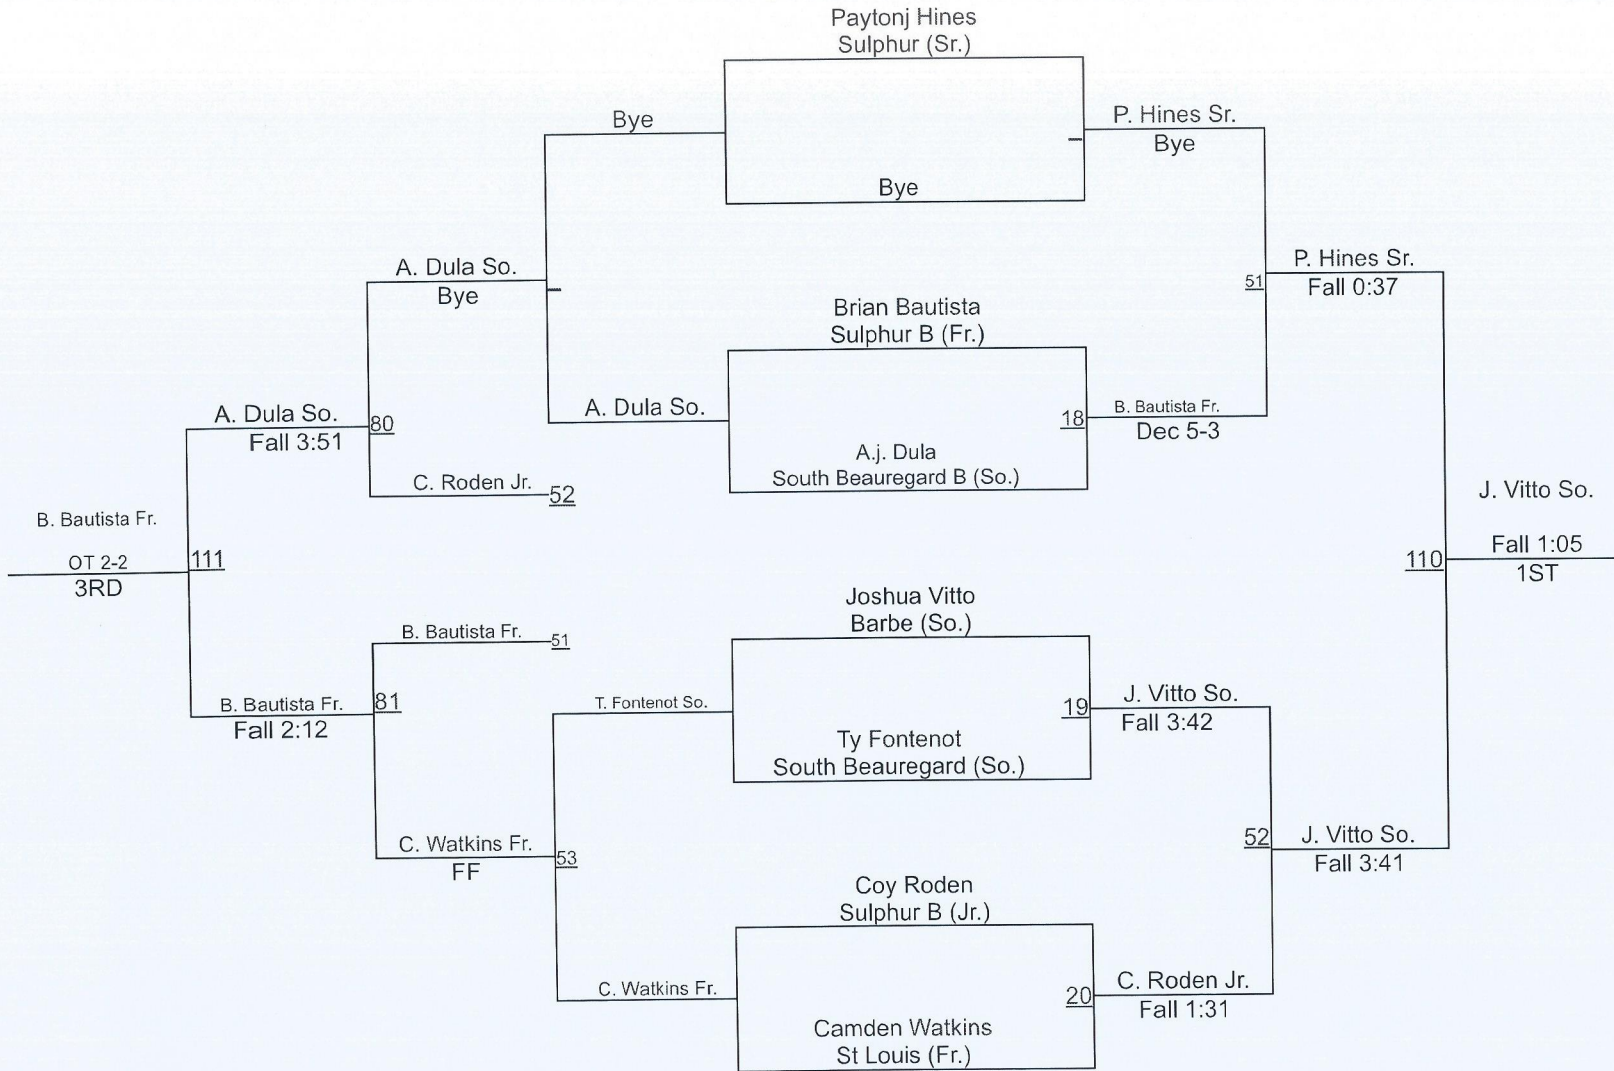 Paytonj Hines
Sulphur (Sr.)
Bye
P. Hines Sr.
Bye
Bye
A. Dula So.
Bye
P. Hines Sr.
51
Fall 0:37
Brian Bautista
Sulphur B (Fr.)
A. Dula So.
Fall 3:51
80
A. Dula So.
18
B. Bautista Fr.
Dec 5-3
A.j. Dula
South Beauregard B (So.)
C. Roden Jr.
52
J. Vitto So.
B. Bautista Fr.
OT 2-2
3RD
111
110
Fall 1:05
1ST
Joshua Vitto
Barbe (So.)
B. Bautista Fr.
51
B. Bautista Fr.
Fall 2:12
81
T. Fontenot So.
19
J. Vitto So.
Fall 3:42
Ty Fontenot
South Beauregard (So.)
C. Watkins Fr.
FF
53
52
J. Vitto So.
Fall 3:41
Coy Roden
Sulphur B (Jr.)
C. Watkins Fr.
20
C. Roden Jr.
Fall 1:31
Camden Watkins
St Louis (Fr.)